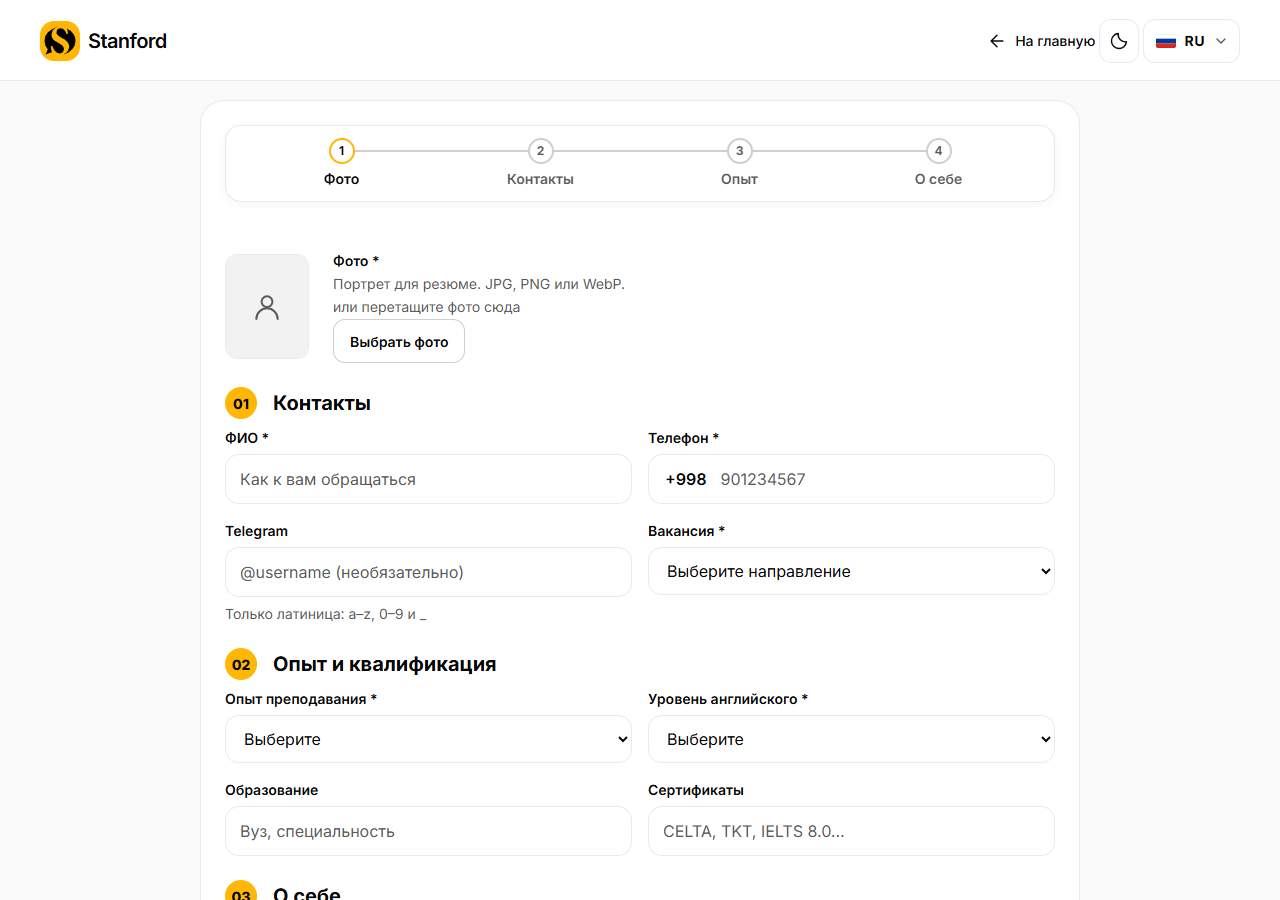 Stanford
На главную
RU
1
2
3
4
Фото
Контакты
Опыт
О себе
Фото *
Портрет для резюме. JPG, PNG или WebP.
или перетащите фото сюда
Выбрать фото
01 Контакты
ФИО *
Телефон *
Как к вам обращаться
+998 901234567
Telegram
Вакансия *
@username (необязательно)
Выберите направление
Только латиница: a–z, 0–9 и _
02 Опыт и квалификация
Опыт преподавания *
Уровень английского *
Выберите
Выберите
Образование
Сертификаты
Вуз, специальность
CELTA, TKT, IELTS 8.0...
03 О себе